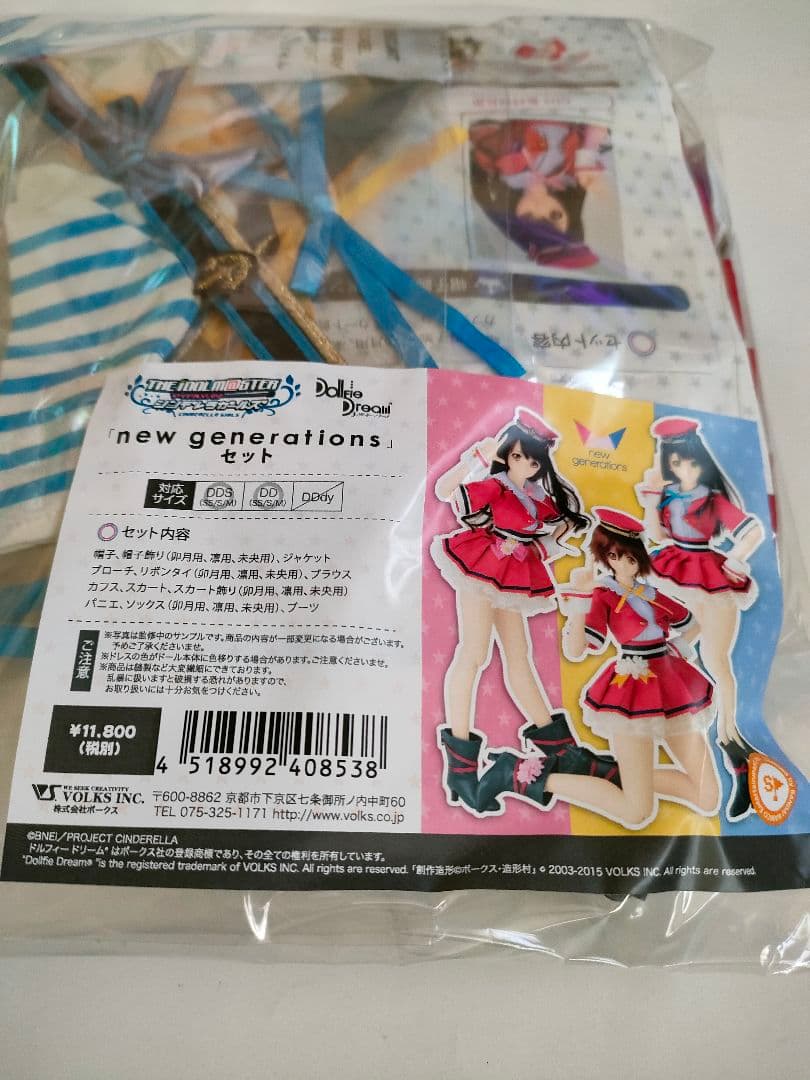 セット内容
THE IDOLM@STER
シンデレラガールズ
CINDERELLA GIRLS
Dollfie
Dream
「new generations」
セット
対応
サイズ
DDS
(SS/S/M)
DD
(SS/S/M)
DDdy
セット内容
帽子、帽子飾り(卯月用、凛用、未央用)、ジャケット
ブローチ、リボンタイ(卯月用、凛用、未央用)、ブラウス
カフス、スカート、スカート飾り(卯月用、凛用、未央用)
パニエ、ソックス(卯月用、凛用、未央用)、ブーツ
ご注意
※写真は監修中のサンプルです。商品の内容が一部変更になる場合がございます。
予めご了承くださいませ。
※ドレスの色がドール本体に色移りする場合があります。ご注意くださいませ。
※商品は縫製など大変繊細にできております。
乱暴に扱いますと破損する恐れがありますので、
お取り扱いには十分お気をつけください。
¥11,800
(税別)
4 518992 408538
new
generations
WE SEEK CREATIVITY
VOLKS INC.
株式会社ボークス
〒600-8862 京都市下京区七条御所ノ内中町60
TEL 075-325-1171 http://www.volks.co.jp
©BNEI／PROJECT CINDERELLA
ドルフィードリーム®はボークス社の登録商標であり、その全ての権利を所有しています。
"Dollfie Dream® "is the registered trademark of VOLKS INC. All rights are reserved. 「創作造形©ボークス・造形村」© 2003-2015 VOLKS INC. All rights are reserved.